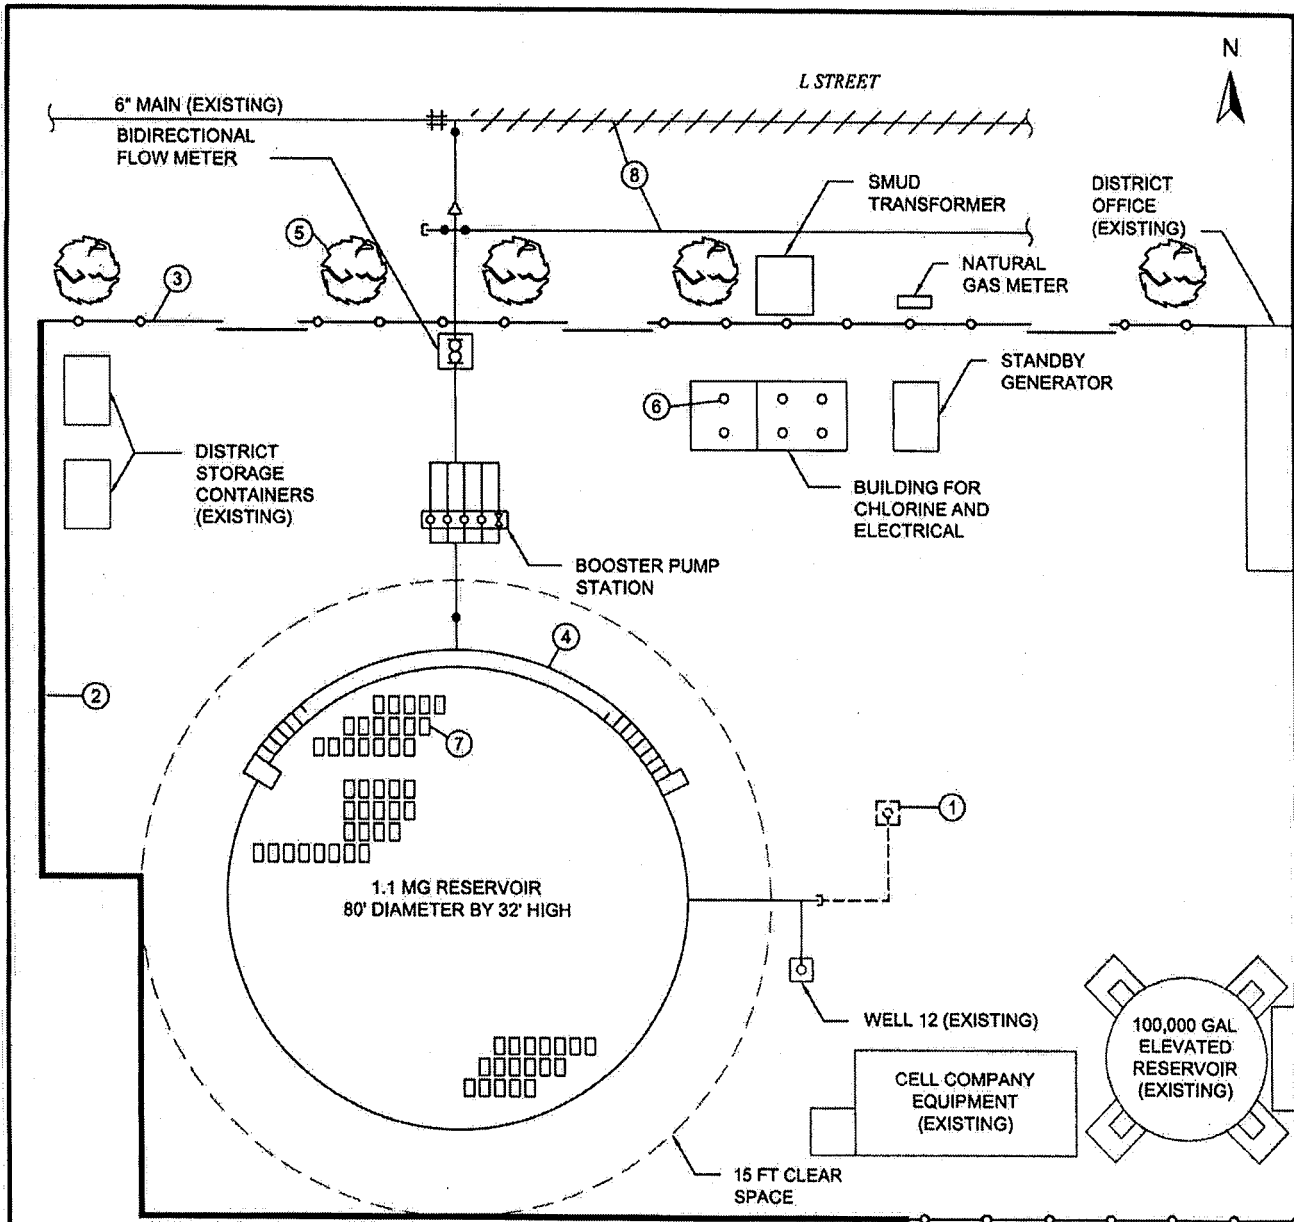 N
L STREET
6" MAIN (EXISTING)
BIDIRECTIONAL
FLOW METER
8
SMUD
TRANSFORMER
DISTRICT
OFFICE
(EXISTING)
5
3
NATURAL
GAS METER
STANDBY
GENERATOR
6
DISTRICT
STORAGE
CONTAINERS
(EXISTING)
BUILDING FOR
CHLORINE AND
ELECTRICAL
BOOSTER PUMP
STATION
4
2
7
1
1.1 MG RESERVOIR
80' DIAMETER BY 32' HIGH
WELL 12 (EXISTING)
100,000 GAL
ELEVATED
RESERVOIR
(EXISTING)
CELL COMPANY
EQUIPMENT
(EXISTING)
15 FT CLEAR
SPACE